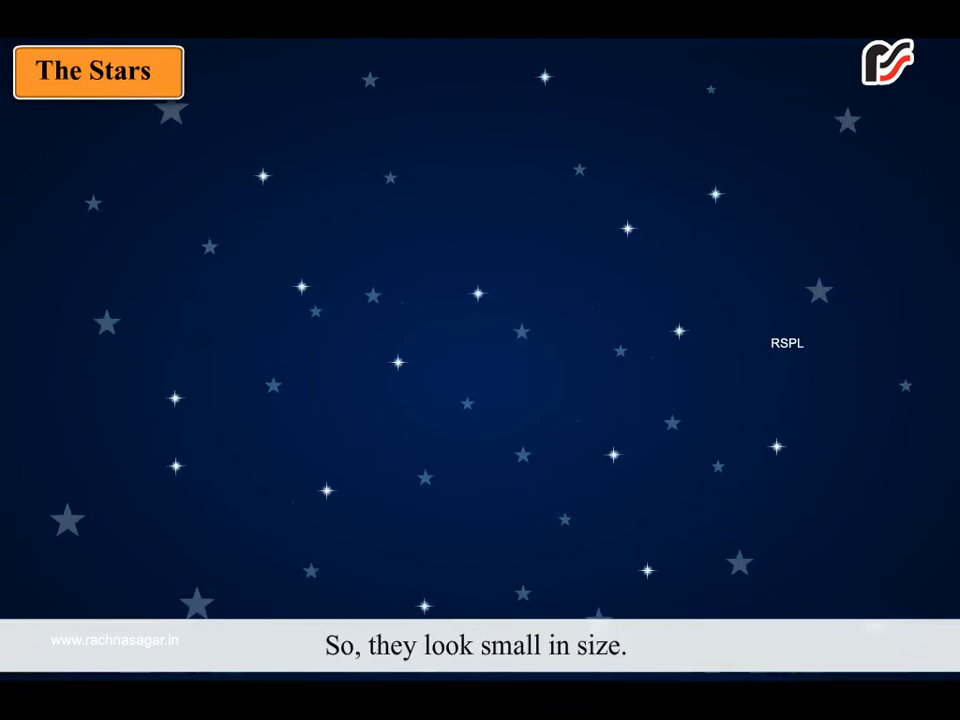 The Stars
RSPL
www.rachnasagar.in
So, they look small in size.